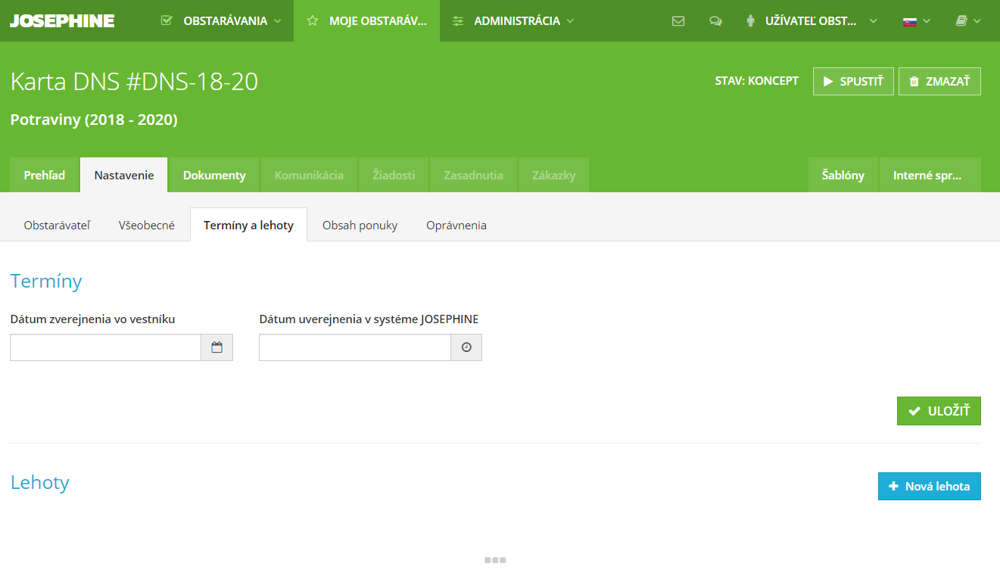 JOSEPHINE OBSTARÁVANIA MOJE OBSTARÁV... ADMINISTRÁCIA UŽÍVATEĽ OBST...
Karta DNS #DNS-18-20
STAV: KONCEPT SPUSTIŤ ZMAZAŤ
Potraviny (2018 - 2020)
Prehľad Nastavenie Dokumenty Komunikácia Žiadosti Zasadnutia Zákazky Šablóny Interné spr...
Obstarávateľ Všeobecné Termíny a lehoty Obsah ponuky Oprávnenia
Termíny
Dátum zverejnenia vo vestníku Dátum uverejnenia v systéme JOSEPHINE
ULOŽIŤ
Lehoty Nová lehota